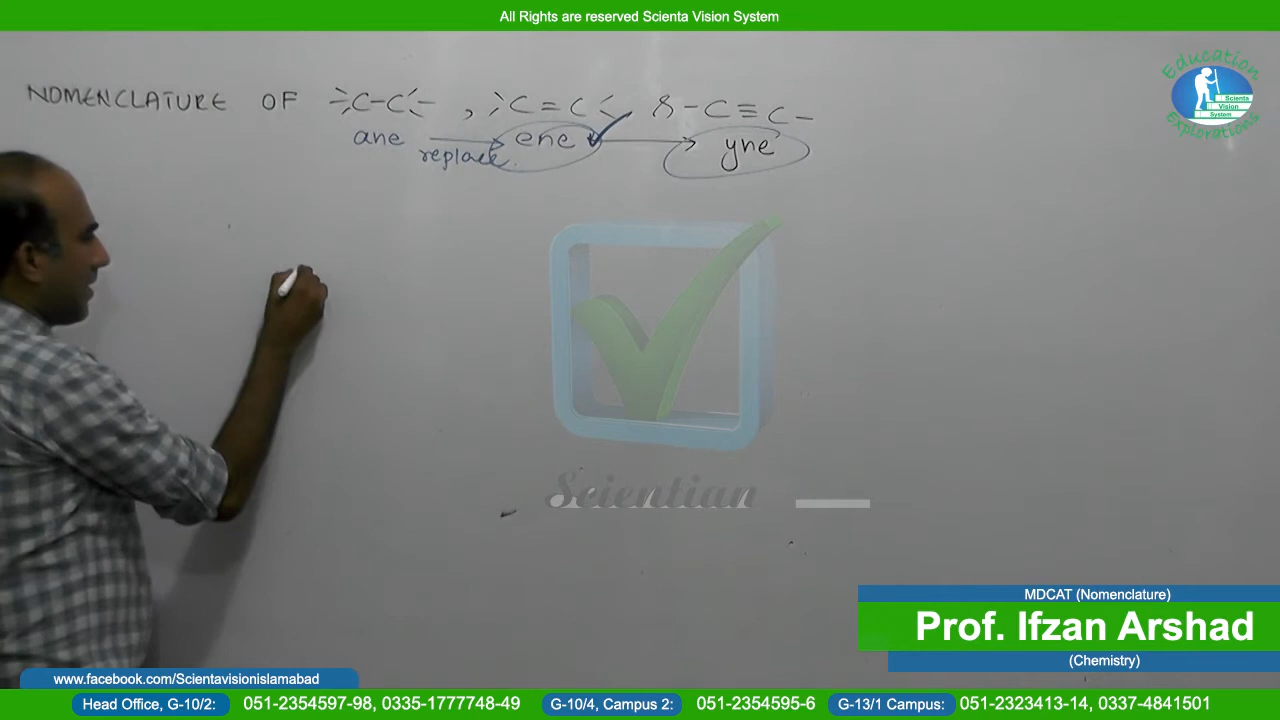 All Rights are reserved Scienta Vision System
Education
Scienta
Vision
System
Explorations
NOMENCLATURE OF -C-C- , C=C & -C≡C-
ane replace ene yne
Scientian
MDCAT (Nomenclature)
Prof. Ifzan Arshad
(Chemistry)
www.facebook.com/Scientavisionislamabad
Head Office, G-10/2: 051-2354597-98, 0335-1777748-49 G-10/4, Campus 2: 051-2354595-6 G-13/1 Campus: 051-2323413-14, 0337-4841501